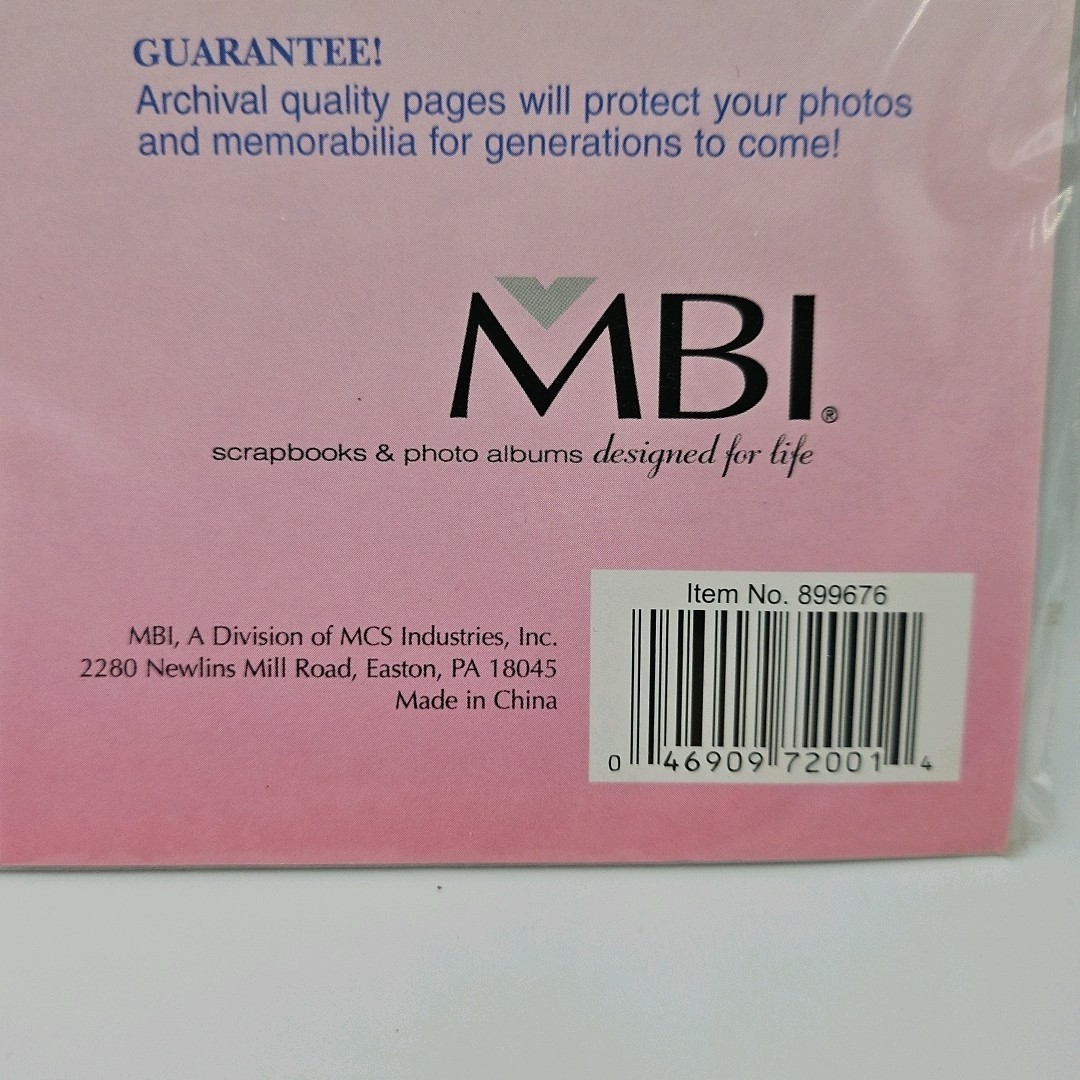 GUARANTEE!
Archival quality pages will protect your photos
and memorabilia for generations to come!
MBI®
scrapbooks & photo albums designed for life
MBI, A Division of MCS Industries, Inc.
2280 Newlins Mill Road, Easton, PA 18045
Made in China
Item No. 899676
0 46909 72001 4